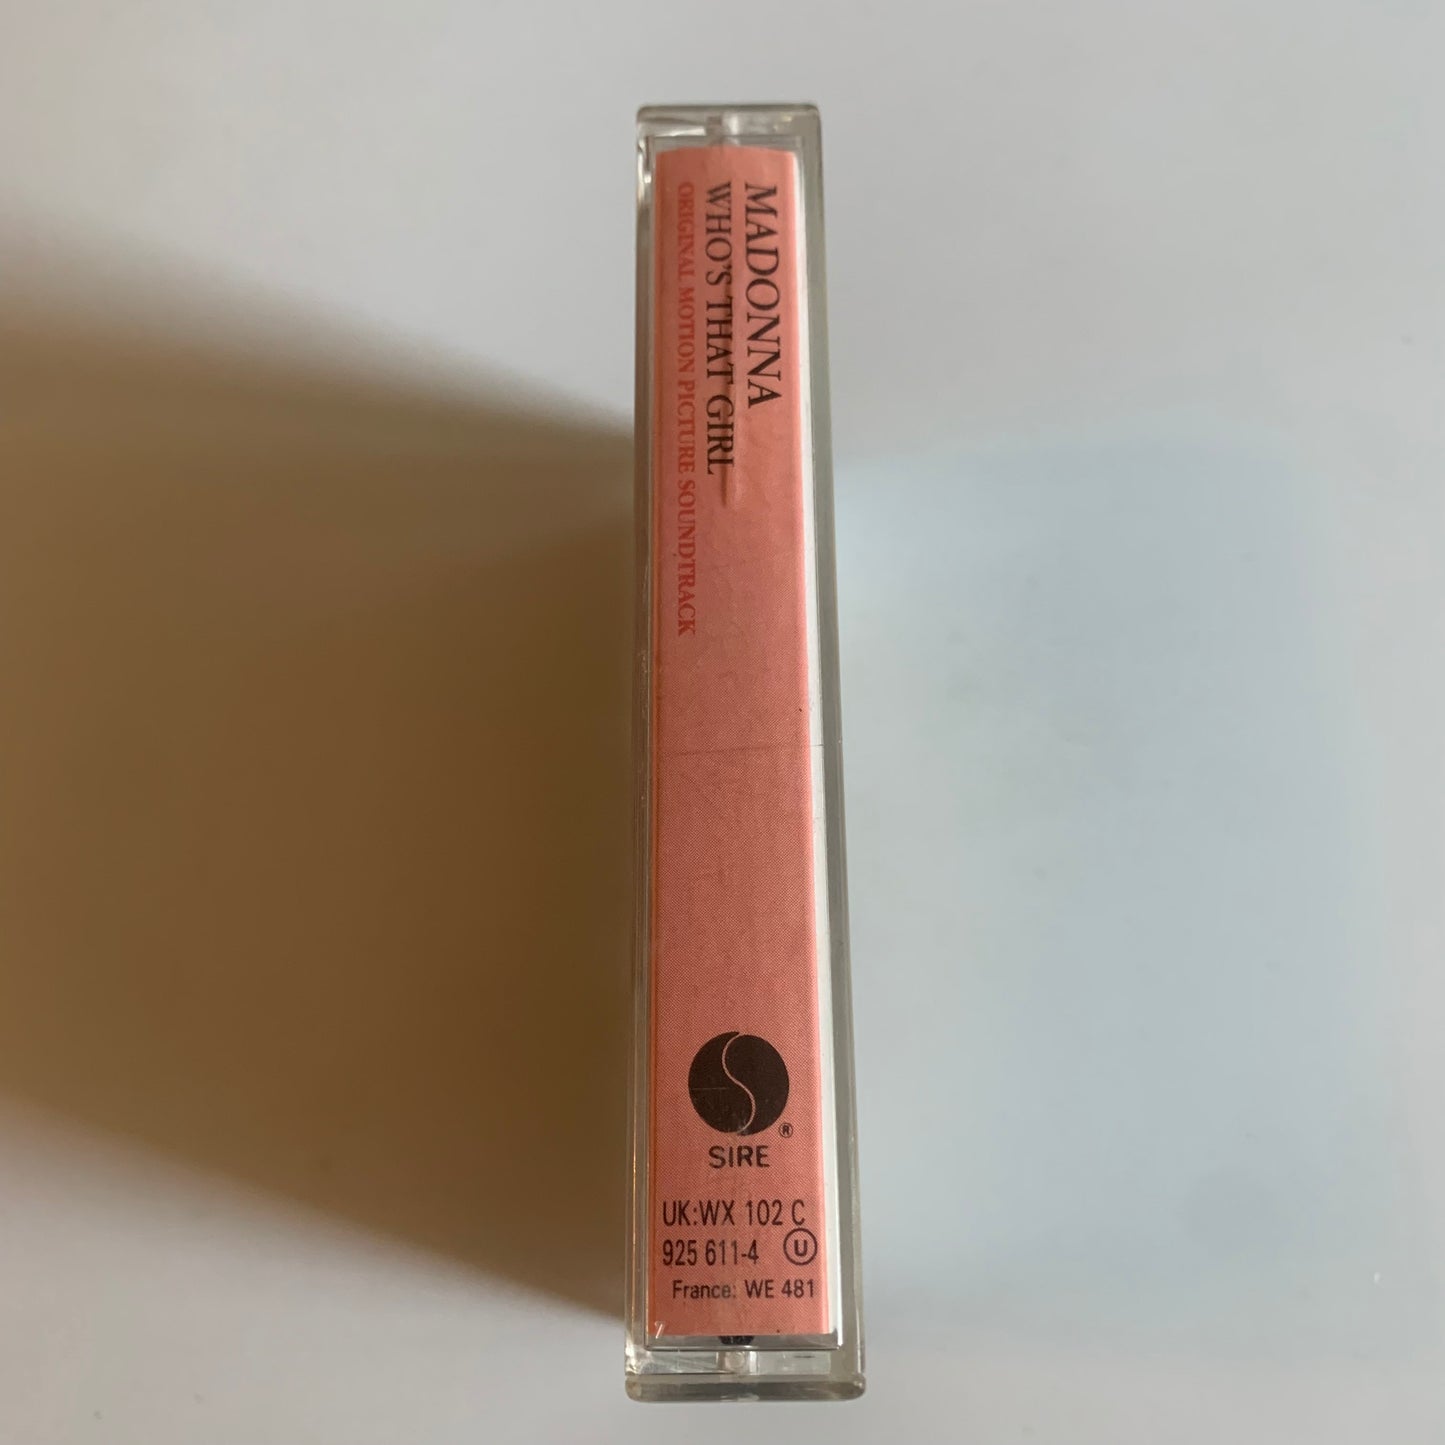 MADONNA
WHO'S THAT GIRL
ORIGINAL MOTION PICTURE SOUNDTRACK
®
SIRE
UK:WX 102 C
925 611-4 Ⓤ
France: WE 481